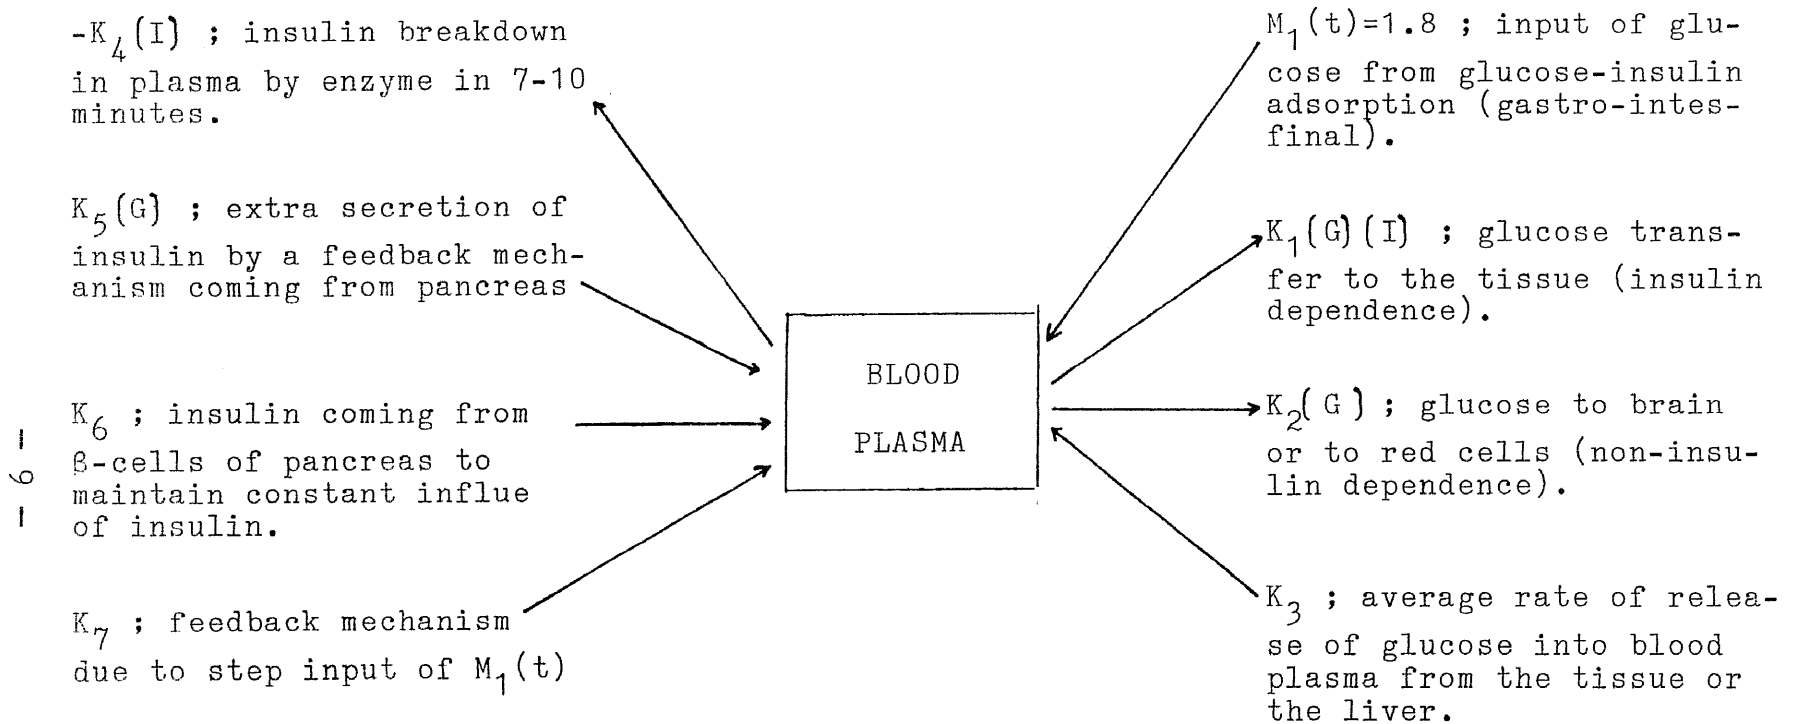 -K₄(I) ; insulin breakdown
in plasma by enzyme in 7-10
minutes.
K₅(G) ; extra secretion of
insulin by a feedback mech-
anism coming from pancreas
K₆ ; insulin coming from
β-cells of pancreas to
maintain constant influe
of insulin.
K₇ ; feedback mechanism
due to step input of M₁(t)
BLOOD
PLASMA
M₁(t)=1.8 ; input of glu-
cose from glucose-insulin
adsorption (gastro-intes-
final).
K₁(G)(I) ; glucose trans-
fer to the tissue (insulin
dependence).
K₂(G) ; glucose to brain
or to red cells (non-insu-
lin dependence).
K₃ ; average rate of relea-
se of glucose into blood
plasma from the tissue or
the liver.
- 6 -